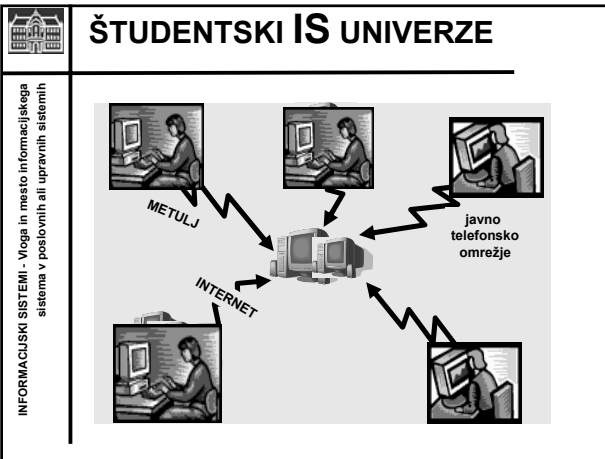 ŠTUDENTSKI IS UNIVERZE
INFORMACIJSKI SISTEMI - Vloga in mesto informacijskega
sistema v poslovnih ali upravnih sistemih
METULJ
javno
telefonsko
omrežje
INTERNET